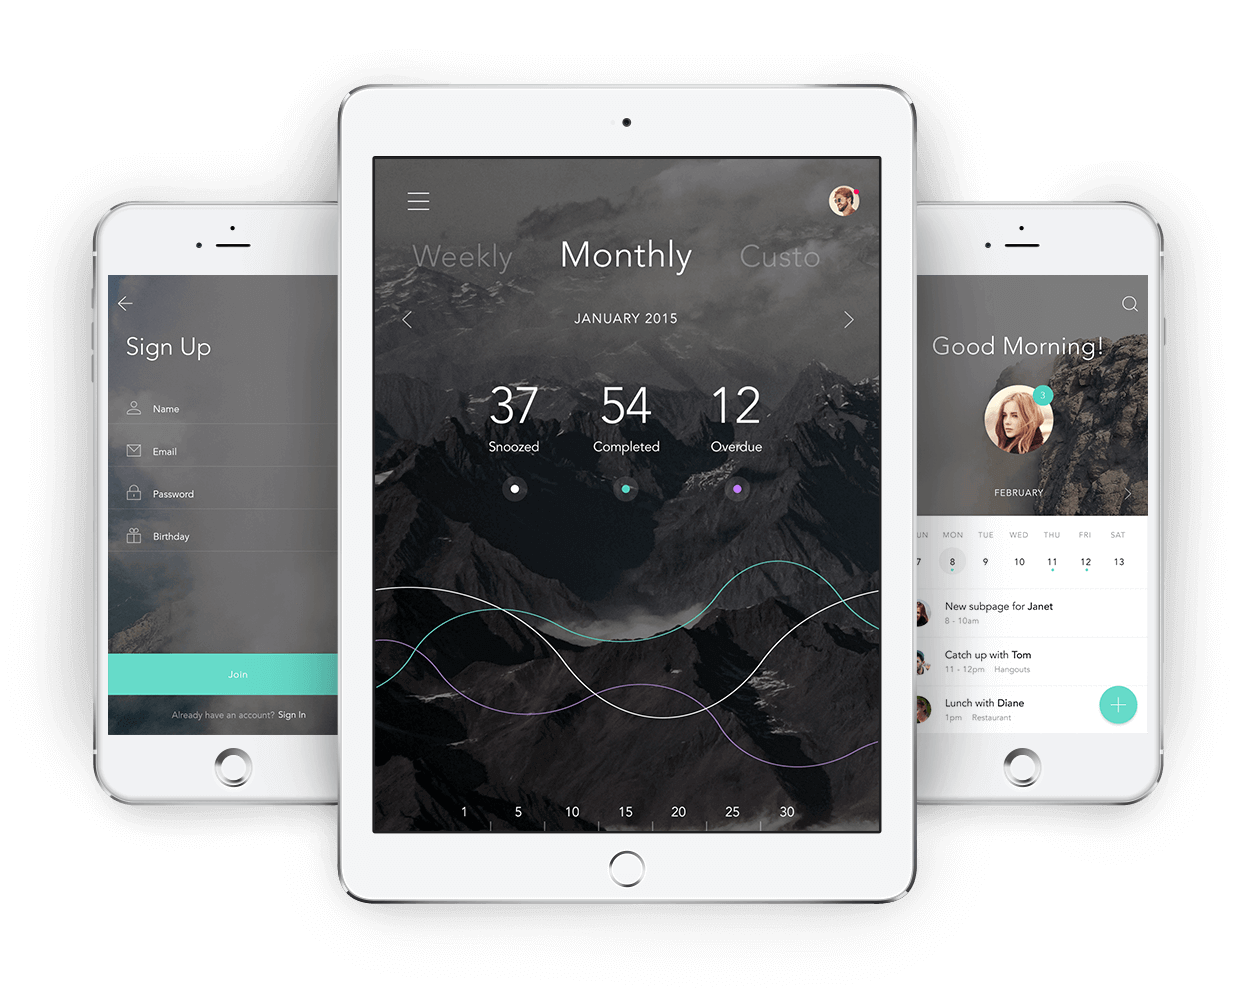 Sign Up
Name
Email
Password
Birthday
Join
Already have an account? Sign In
Weekly Monthly Custo
JANUARY 2015
37 54 12
Snoozed Completed Overdue
1 5 10 15 20 25 30
Good Morning!
3
FEBRUARY
UN MON TUE WED THU FRI SAT
7 8 9 10 11 12 13
New subpage for Janet
8 - 10am
Catch up with Tom
11 - 12pm Hangouts
Lunch with Diane
1pm Restaurant